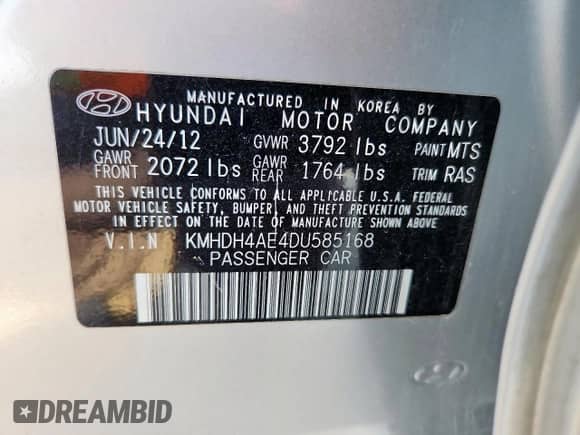 MANUFACTURED IN KOREA BY
HYUNDAI MOTOR COMPANY
JUN/24/12 GVWR 3792 lbs PAINT MTS
GAWR FRONT 2072 lbs GAWR REAR 1764 lbs TRIM RAS
THIS VEHICLE CONFORMS TO ALL APPLICABLE U.S.A. FEDERAL
MOTOR VEHICLE SAFETY, BUMPER, AND THEFT PREVENTION STANDARDS
IN EFFECT ON THE DATE OF MANUFACTURE SHOWN ABOVE
V.I.N KMHDH4AE4DU585168
PASSENGER CAR
DREAMBID